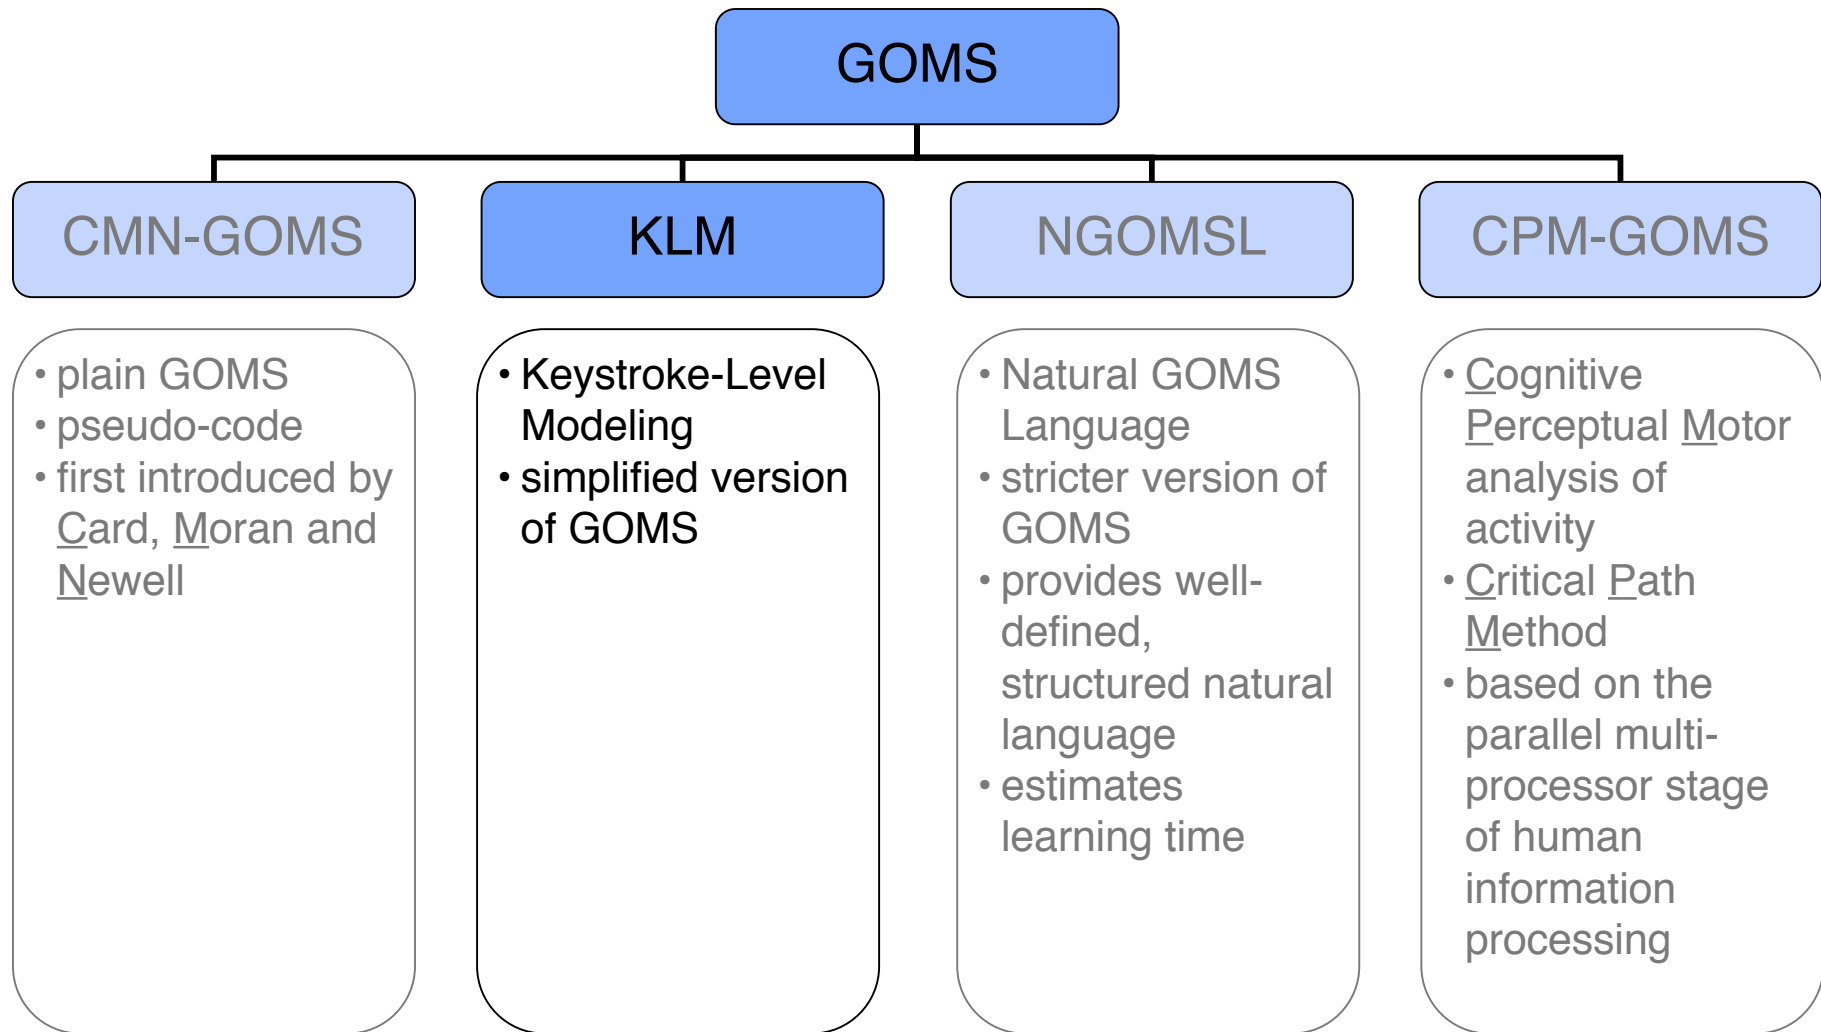 GOMS
CMN-GOMS
KLM
NGOMSL
CPM-GOMS
• plain GOMS
• pseudo-code
• first introduced by
Card, Moran and
Newell
• Keystroke-Level
Modeling
• simplified version
of GOMS
• Natural GOMS
Language
• stricter version of
GOMS
• provides well-
defined,
structured natural
language
• estimates
learning time
• Cognitive
Perceptual Motor
analysis of
activity
• Critical Path
Method
• based on the
parallel multi-
processor stage
of human
information
processing